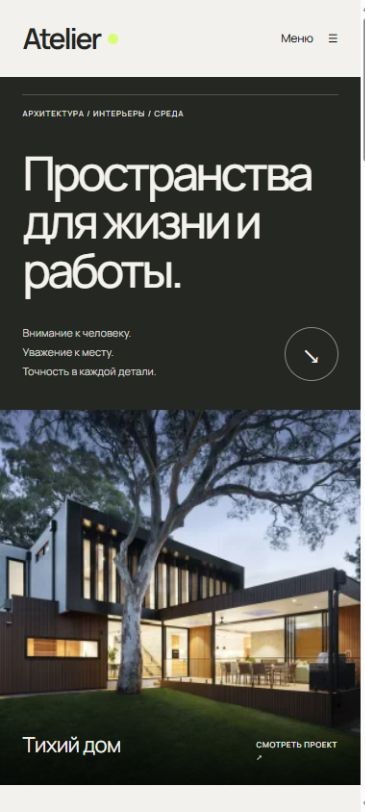 Atelier
Меню ☰
АРХИТЕКТУРА / ИНТЕРЬЕРЫ / СРЕДА
Пространства
для жизни и
работы.
Внимание к человеку.
Уважение к месту.
Точность в каждой детали.
↘
Тихий дом
СМОТРЕТЬ ПРОЕКТ
↗